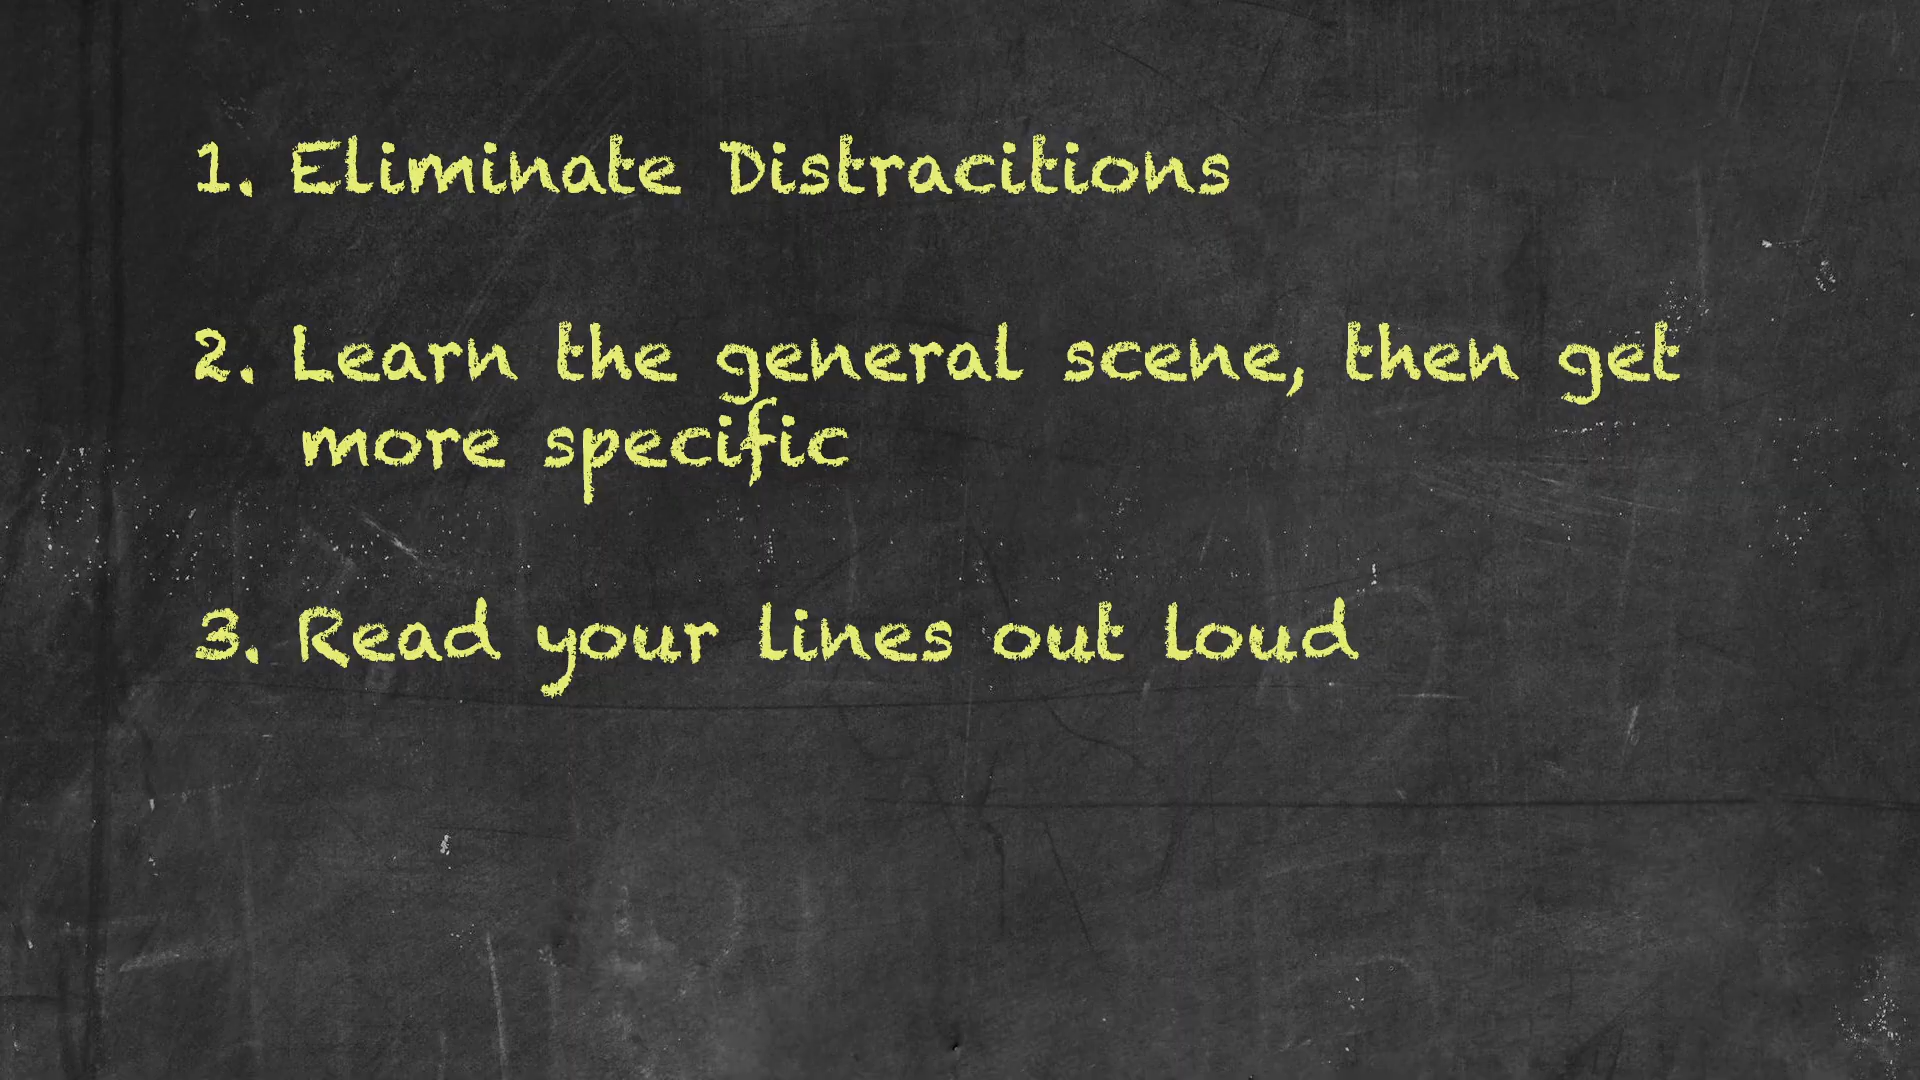 1. Eliminate Distracitions
2. Learn the general scene, then get
more specific
3. Read your lines out loud